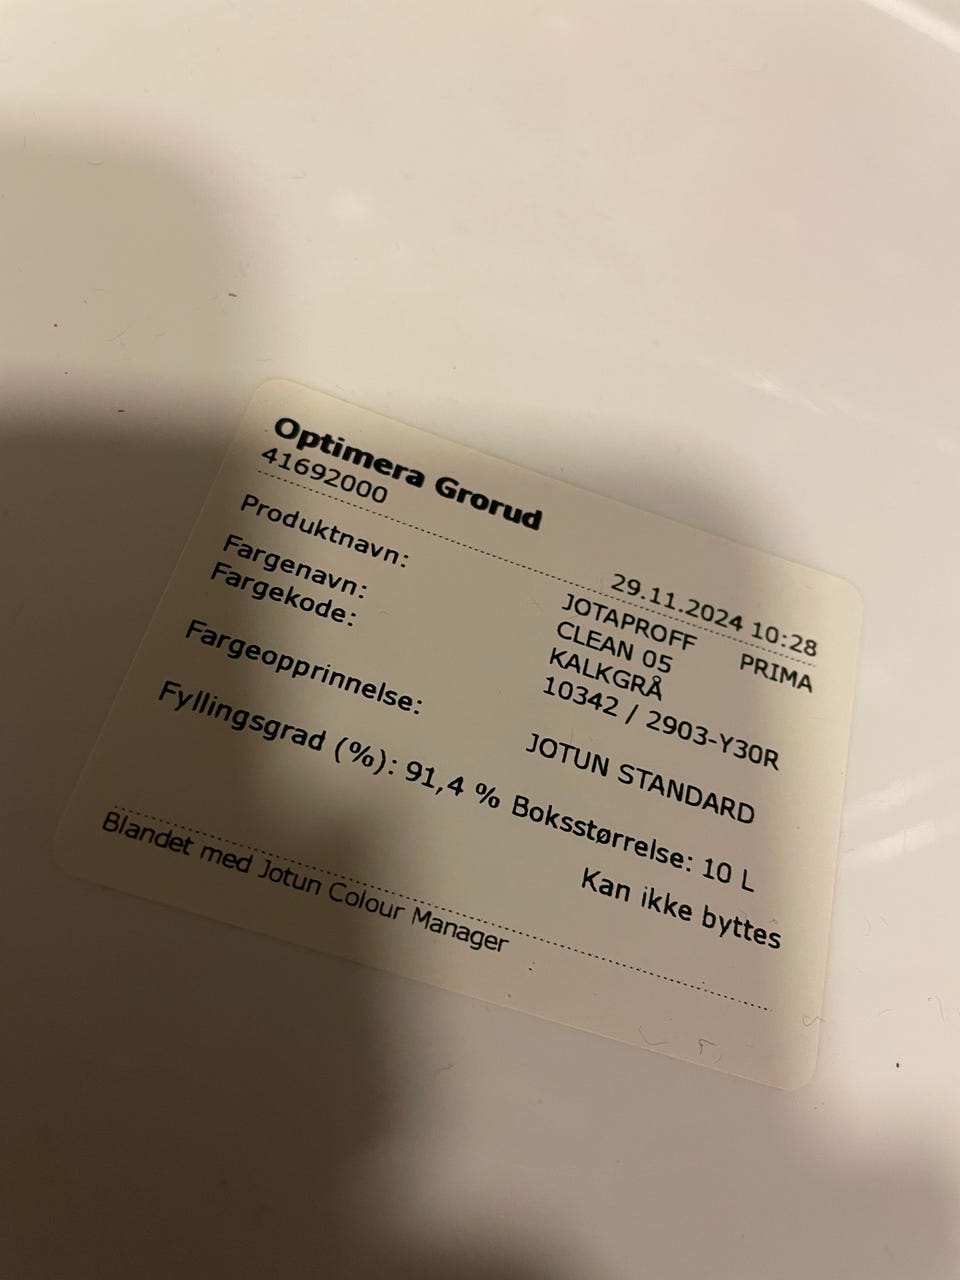 Optimera Grorud
41692000
29.11.2024 10:28
Produktnavn: JOTAPROFF PRIMA
CLEAN 05
Fargenavn: KALKGRÅ
Fargekode: 10342 / 2903-Y30R
Fargeopprinnelse: JOTUN STANDARD
Fyllingsgrad (%): 91,4 % Boksstørrelse: 10 L
Kan ikke byttes
Blandet med Jotun Colour Manager